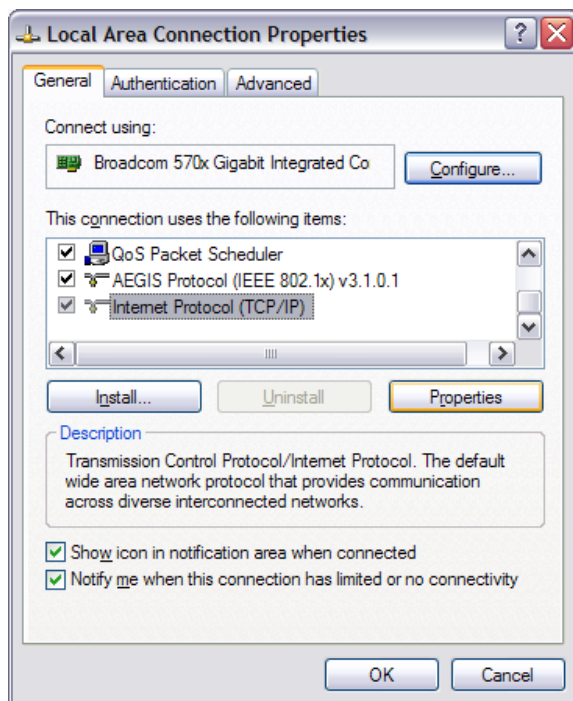 Local Area Connection Properties
General Authentication Advanced
Connect using:
Broadcom 570x Gigabit Integrated Co Configure...
This connection uses the following items:
QoS Packet Scheduler
AEGIS Protocol (IEEE 802.1x) v3.1.0.1
Internet Protocol (TCP/IP)
Install... Uninstall Properties
Description
Transmission Control Protocol/Internet Protocol. The default
wide area network protocol that provides communication
across diverse interconnected networks.
Show icon in notification area when connected
Notify me when this connection has limited or no connectivity
OK Cancel